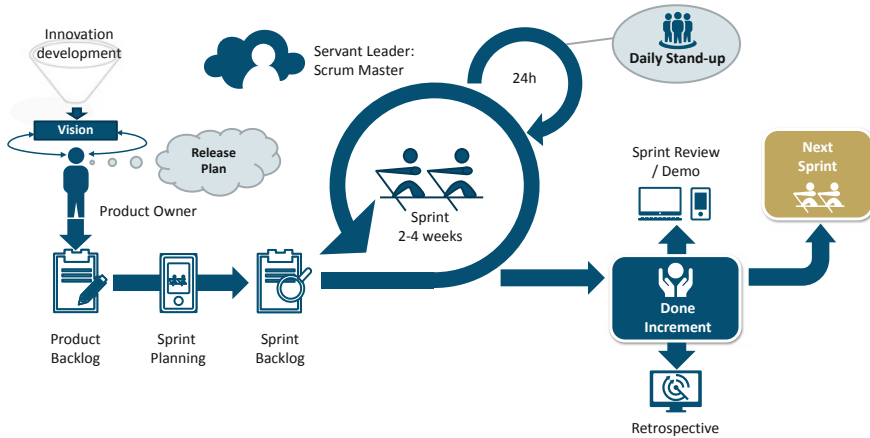 Innovation
development
Vision
Release
Plan
Product Owner
Servant Leader:
Scrum Master
24h
Daily Stand-up
Sprint
2-4 weeks
Product
Backlog
Sprint
Planning
Sprint
Backlog
Sprint Review
/ Demo
Done
Increment
Retrospective
Next
Sprint